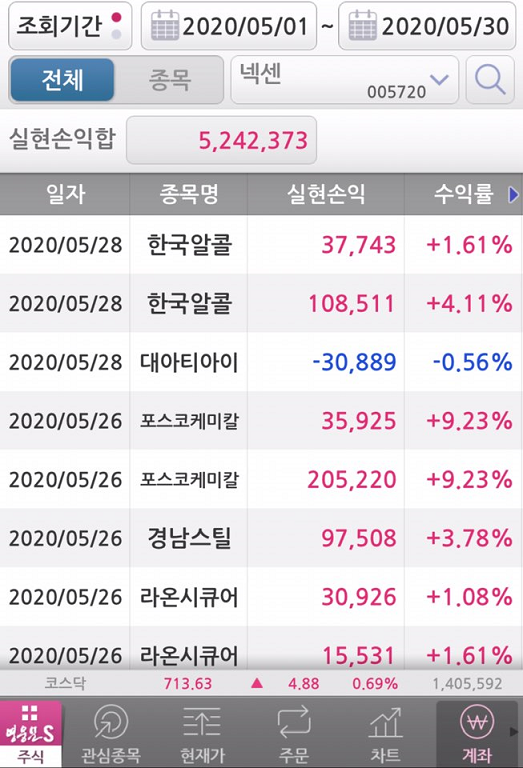 조회기간 2020/05/01 ~ 2020/05/30
전체 종목 넥센 005720
실현손익합 5,242,373
일자 종목명 실현손익 수익률
2020/05/28 한국알콜 37,743 +1.61%
2020/05/28 한국알콜 108,511 +4.11%
2020/05/28 대아티아이 -30,889 -0.56%
2020/05/26 포스코케미칼 35,925 +9.23%
2020/05/26 포스코케미칼 205,220 +9.23%
2020/05/26 경남스틸 97,508 +3.78%
2020/05/26 라온시큐어 30,926 +1.08%
2020/05/26 라온시큐어 15,531 +1.61%
코스닥 713.63 ▲ 4.88 0.69% 1,405,592
영웅문S
주식 관심종목 현재가 주문 차트 계좌